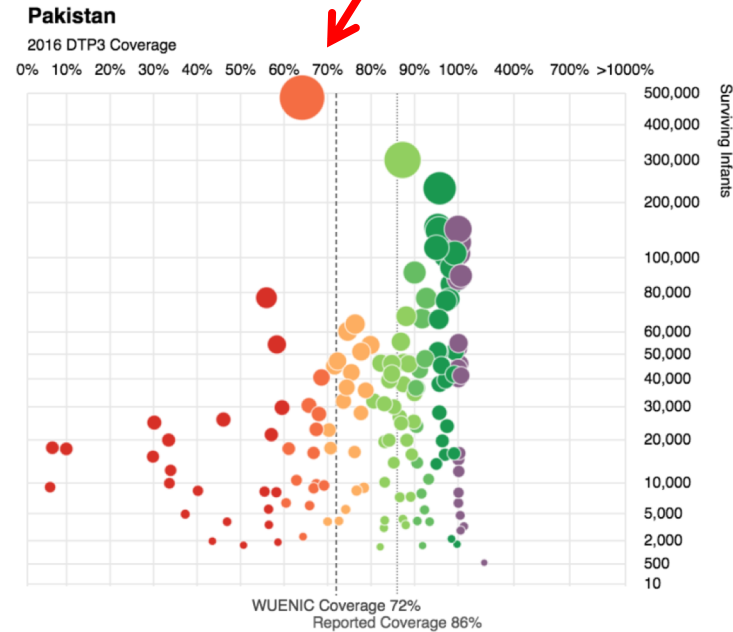 Pakistan
2016 DTP3 Coverage
0% 10% 20% 30% 40% 50% 60% 70% 80% 90% 100% 400% 700% >1000%
500,000
400,000
300,000
200,000
100,000
80,000
60,000
50,000
40,000
30,000
20,000
10,000
5,000
2,000
500
10
Surviving Infants
WUENIC Coverage 72%
Reported Coverage 86%